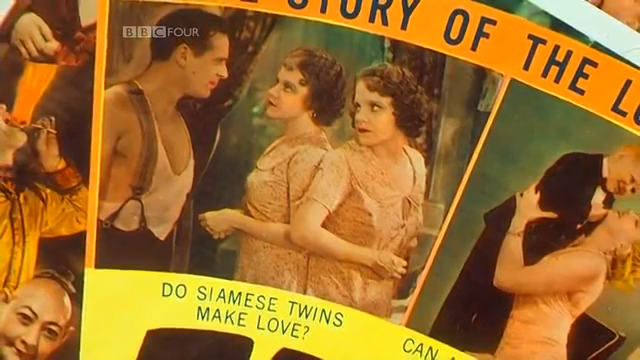 BBC FOUR
STORY OF THE
DO SIAMESE TWINS
MAKE LOVE?
CAN